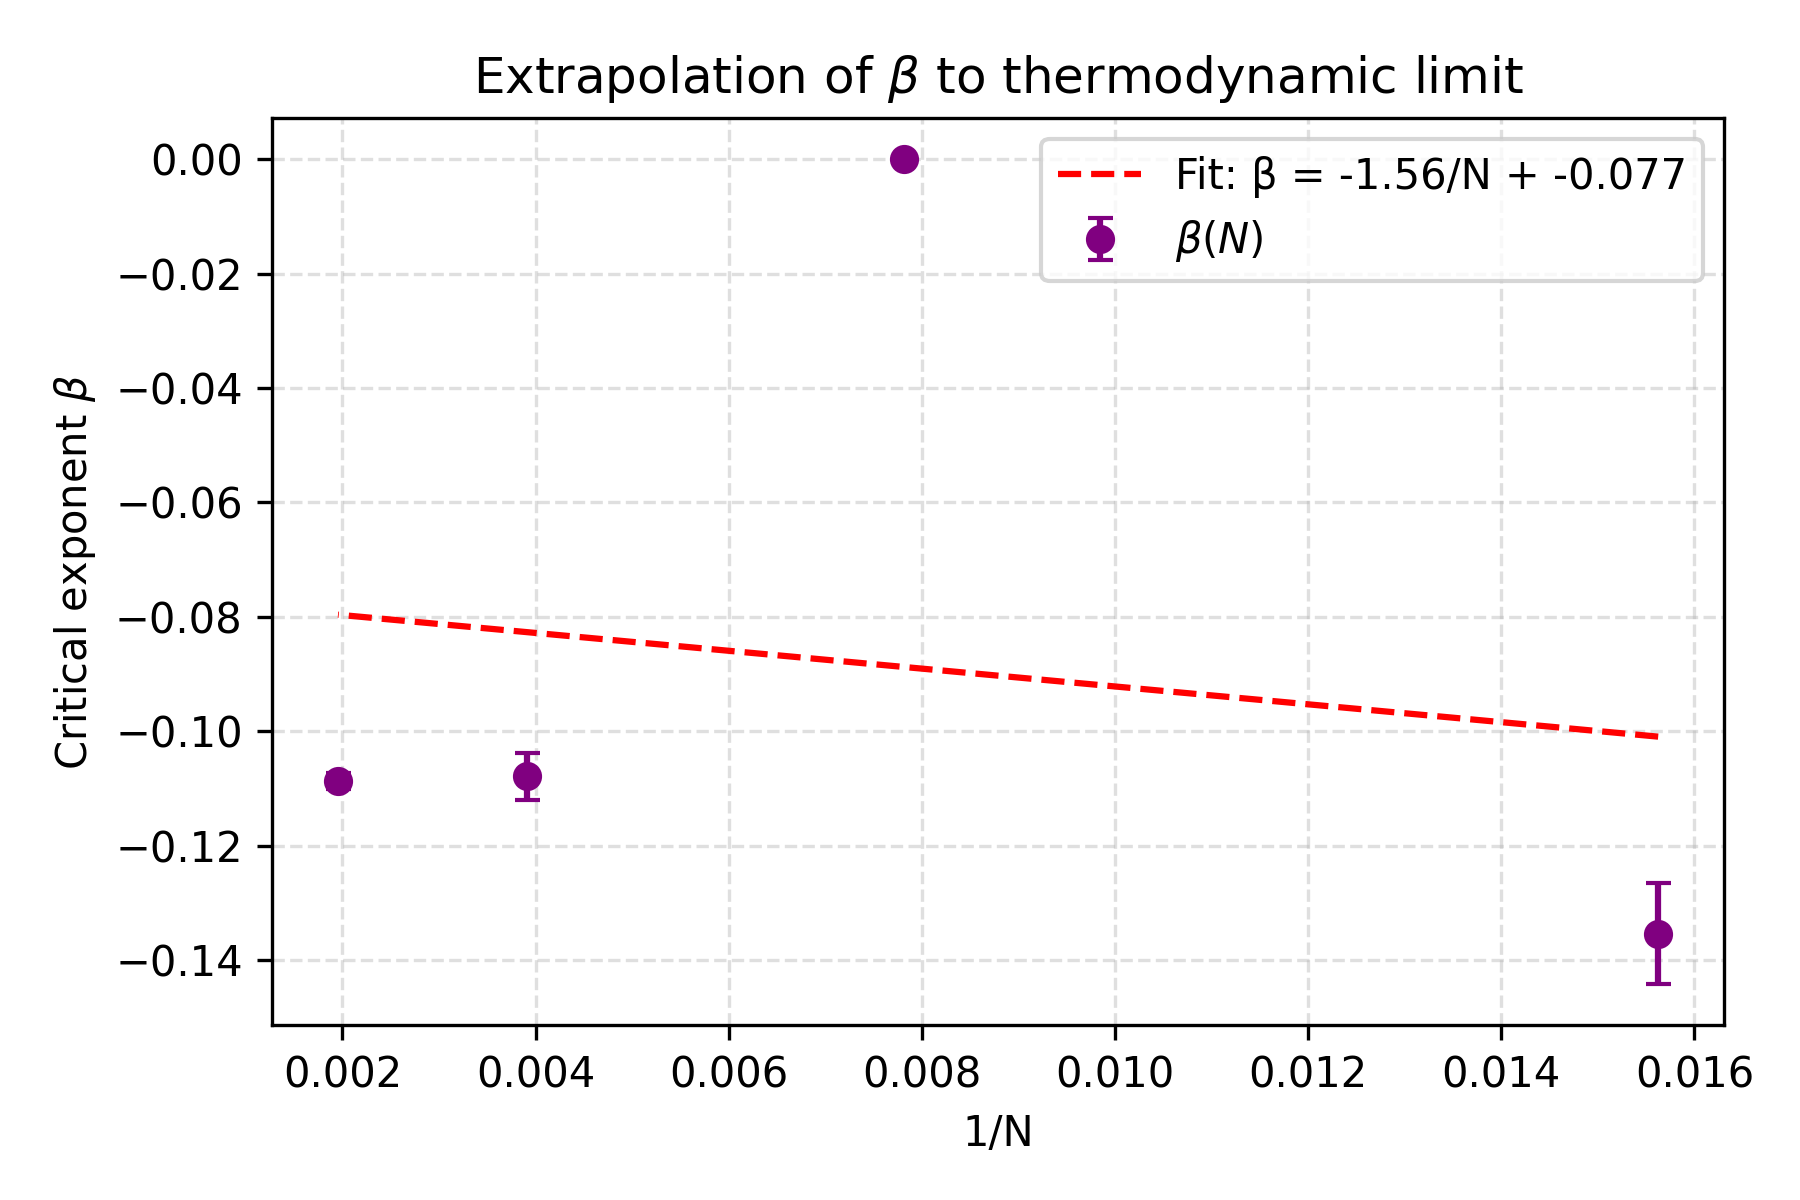 Extrapolation of β to thermodynamic limit
Fit: β = -1.56/N + -0.077
β(N)
Critical exponent β
0.00
−0.02
−0.04
−0.06
−0.08
−0.10
−0.12
−0.14
0.002 0.004 0.006 0.008 0.010 0.012 0.014 0.016
1/N